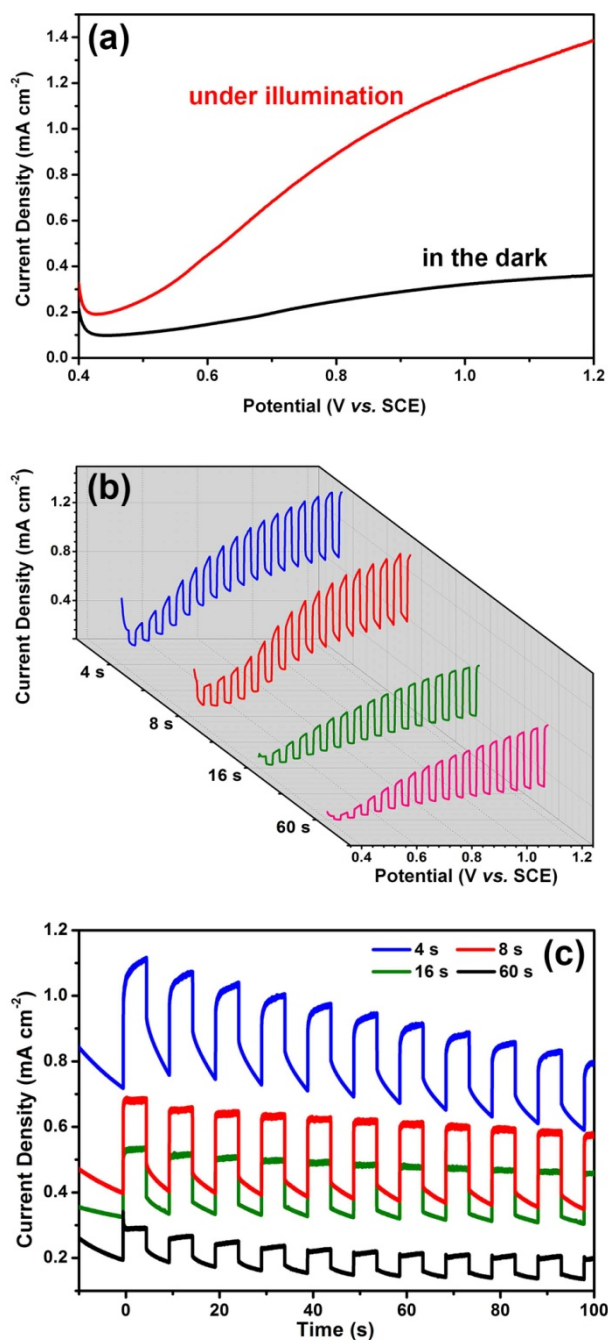 (a)
Current Density (mA cm⁻²)
1.4
1.2
1.0
0.8
0.6
0.4
0.2
0.0
under illumination
in the dark
0.4 0.6 0.8 1.0 1.2
Potential (V vs. SCE)
(b)
Current Density (mA cm⁻²)
1.2
0.8
0.4
4 s
8 s
16 s
60 s
0.4 0.6 0.8 1.0 1.2
Potential (V vs. SCE)
(c)
Current Density (mA cm⁻²)
1.2
1.0
0.8
0.6
0.4
0.2
4 s 8 s
16 s 60 s
0 20 40 60 80 100
Time (s)